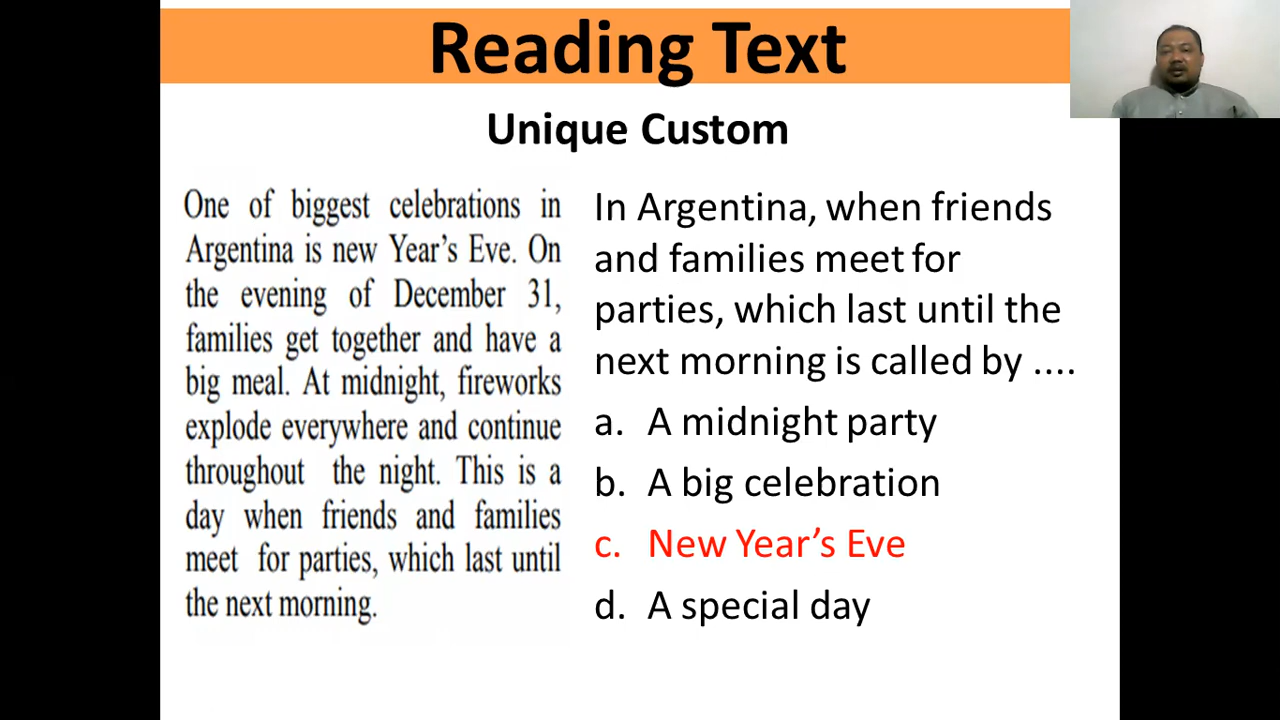 Reading Text
Unique Custom
One of biggest celebrations in
Argentina is new Year's Eve. On
the evening of December 31,
families get together and have a
big meal. At midnight, fireworks
explode everywhere and continue
throughout the night. This is a
day when friends and families
meet for parties, which last until
the next morning.
In Argentina, when friends
and families meet for
parties, which last until the
next morning is called by ....
a. A midnight party
b. A big celebration
c. New Year’s Eve
d. A special day